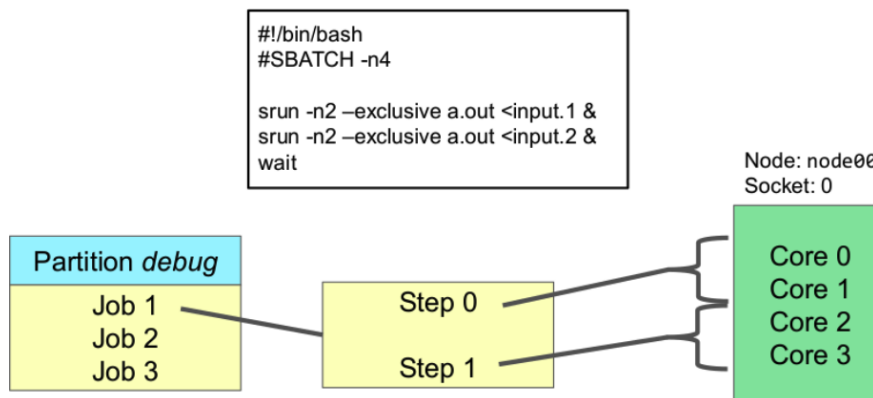 #!/bin/bash
#SBATCH -n4
srun -n2 –exclusive a.out <input.1 &
srun -n2 –exclusive a.out <input.2 &
wait
Node: node00
Socket: 0
Partition debug
Job 1
Job 2
Job 3
Step 0
Step 1
Core 0
Core 1
Core 2
Core 3